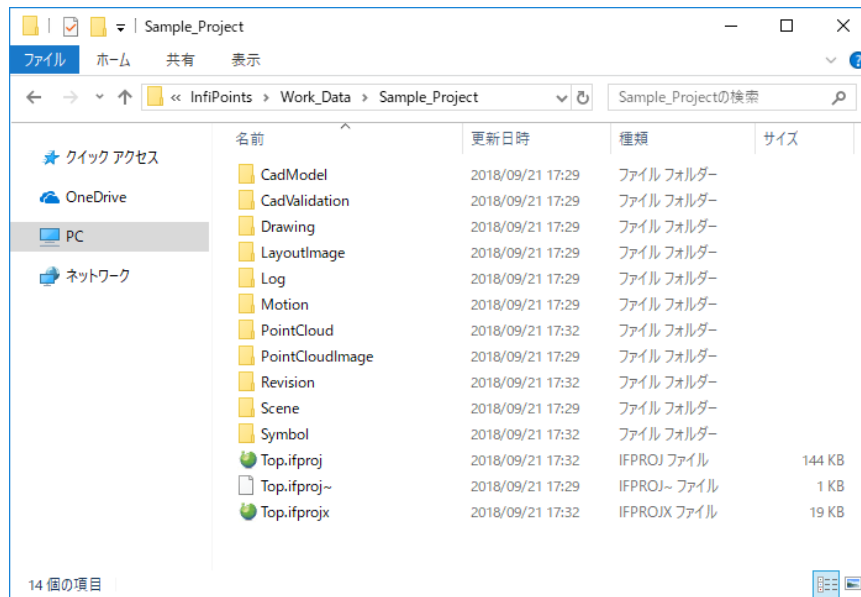 Sample_Project
ファイル ホーム 共有 表示
« InfiPoints › Work_Data › Sample_Project Sample_Projectの検索
名前 更新日時 種類 サイズ
クイック アクセス
OneDrive
PC
ネットワーク
CadModel 2018/09/21 17:29 ファイル フォルダー
CadValidation 2018/09/21 17:29 ファイル フォルダー
Drawing 2018/09/21 17:29 ファイル フォルダー
LayoutImage 2018/09/21 17:29 ファイル フォルダー
Log 2018/09/21 17:29 ファイル フォルダー
Motion 2018/09/21 17:29 ファイル フォルダー
PointCloud 2018/09/21 17:32 ファイル フォルダー
PointCloudImage 2018/09/21 17:29 ファイル フォルダー
Revision 2018/09/21 17:32 ファイル フォルダー
Scene 2018/09/21 17:29 ファイル フォルダー
Symbol 2018/09/21 17:32 ファイル フォルダー
Top.ifproj 2018/09/21 17:32 IFPROJ ファイル 144 KB
Top.ifproj~ 2018/09/21 17:29 IFPROJ~ ファイル 1 KB
Top.ifprojx 2018/09/21 17:32 IFPROJX ファイル 19 KB
14 個の項目